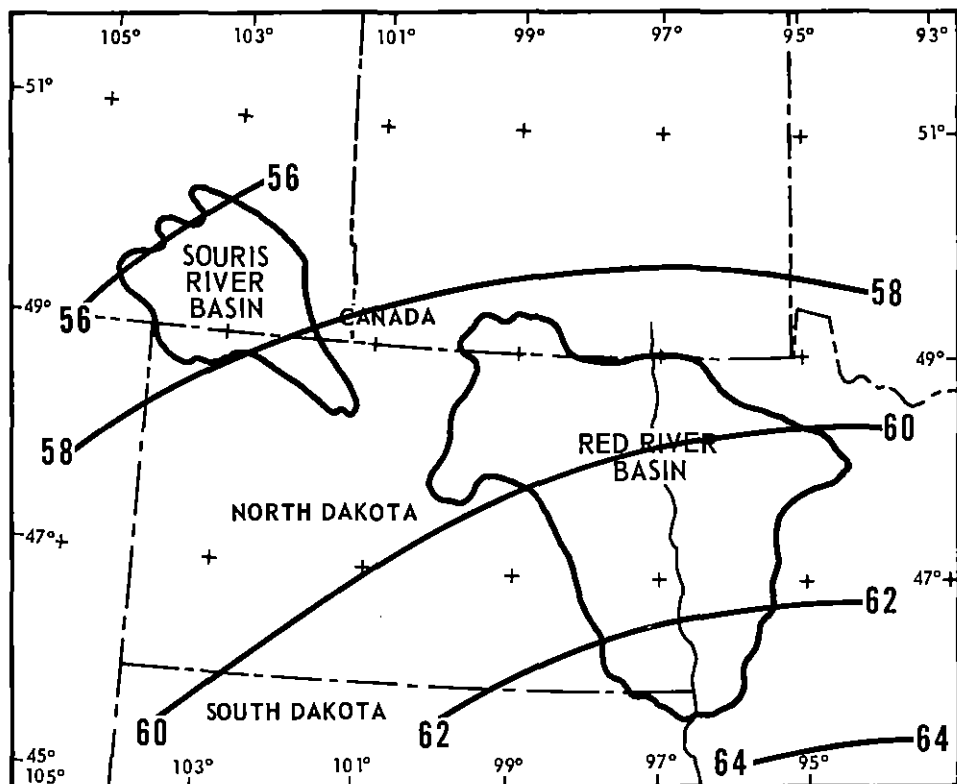 105° 103° 101° 99° 97° 95° 93°
51° 51°
56
SOURIS
RIVER
BASIN
58
49°
56
CANADA
49°
60
RED RIVER
BASIN
58
NORTH DAKOTA
47° 47°
62
SOUTH DAKOTA
60 62
64
64
45°
105° 103° 101° 99° 97° 95°